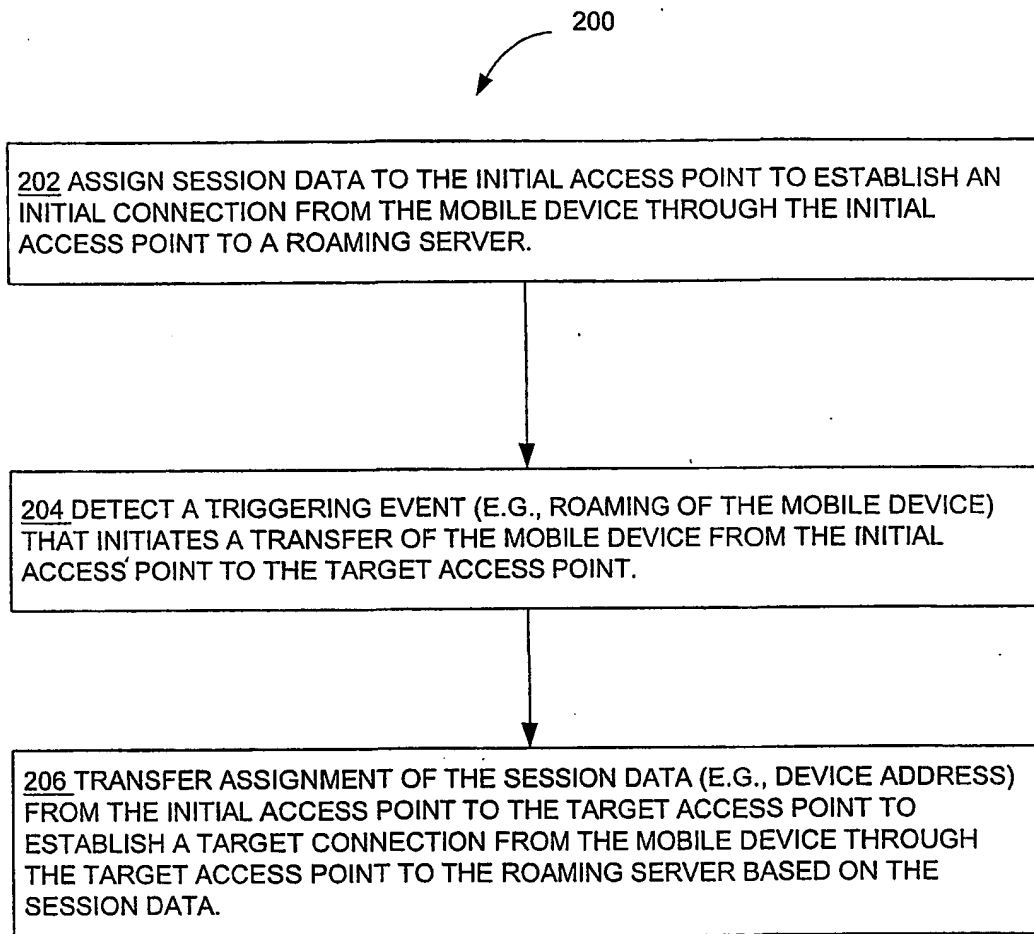 200
202 ASSIGN SESSION DATA TO THE INITIAL ACCESS POINT TO ESTABLISH AN
INITIAL CONNECTION FROM THE MOBILE DEVICE THROUGH THE INITIAL
ACCESS POINT TO A ROAMING SERVER.
204 DETECT A TRIGGERING EVENT (E.G., ROAMING OF THE MOBILE DEVICE)
THAT INITIATES A TRANSFER OF THE MOBILE DEVICE FROM THE INITIAL
ACCESS POINT TO THE TARGET ACCESS POINT.
206 TRANSFER ASSIGNMENT OF THE SESSION DATA (E.G., DEVICE ADDRESS)
FROM THE INITIAL ACCESS POINT TO THE TARGET ACCESS POINT TO
ESTABLISH A TARGET CONNECTION FROM THE MOBILE DEVICE THROUGH
THE TARGET ACCESS POINT TO THE ROAMING SERVER BASED ON THE
SESSION DATA.